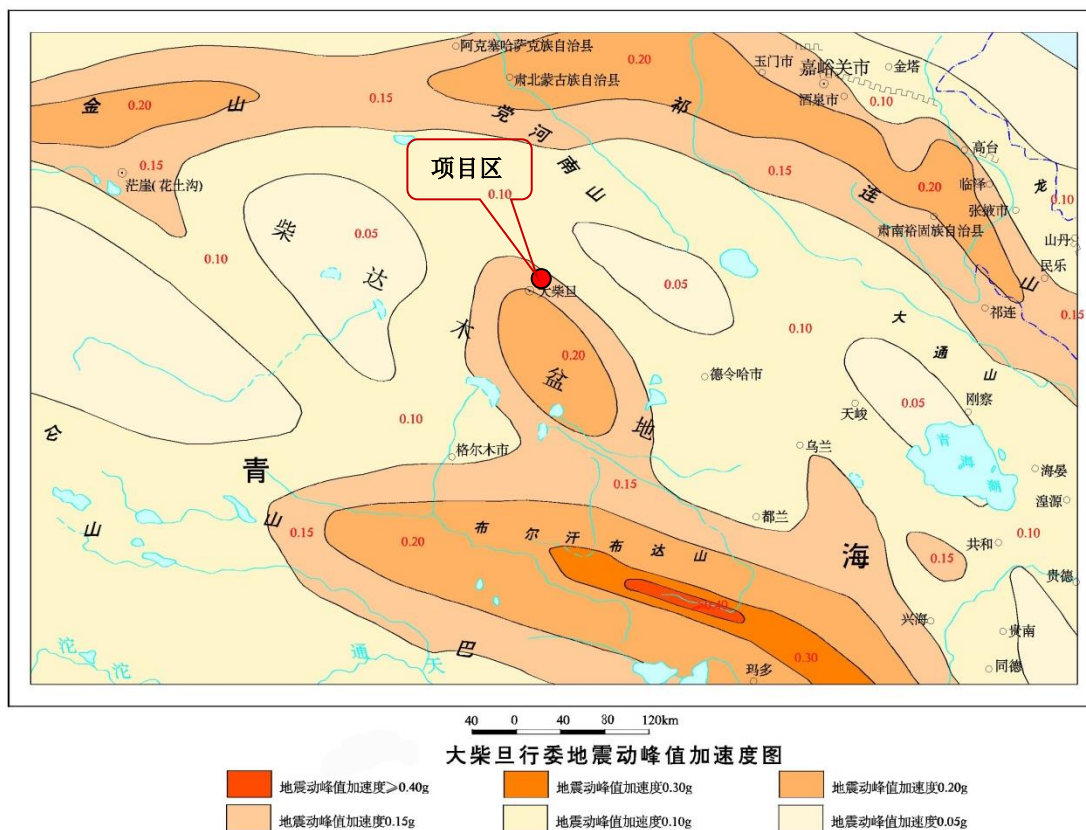 阿克塞哈萨克族自治县
0.20
玉门市
嘉峪关市
金塔
肃北蒙古族自治县
金
0.20
山
0.15
党
河
南
山
祁
酒泉市
0.10
高台
0.15
茫崖(花土沟)
项目区
0.10
0.15
连
0.20
临泽
龙
0.10
张掖市
肃南裕固族自治县
山丹
民乐
山
柴
达
0.05
0.10
0.05
大柴旦
祁连
0.15
木
0.10
大
通
山
0.20
盆
德令哈市
0.05
天峻
刚察
仑
0.10
地
青
海
湖
格尔木市
乌兰
海晏
青
0.15
湟源
山
山
0.15
都兰
布
尔
汗
布
达
山
0.20
海
0.15
共和
0.10
贵德
≥0.40
兴海
贵南
沱
沱
通
天
巴
0.30
玛多
同德
40 0 40 80 120km
大柴旦行委地震动峰值加速度图
地震动峰值加速度≥0.40g
地震动峰值加速度0.30g
地震动峰值加速度0.20g
地震动峰值加速度0.15g
地震动峰值加速度0.10g
地震动峰值加速度0.05g